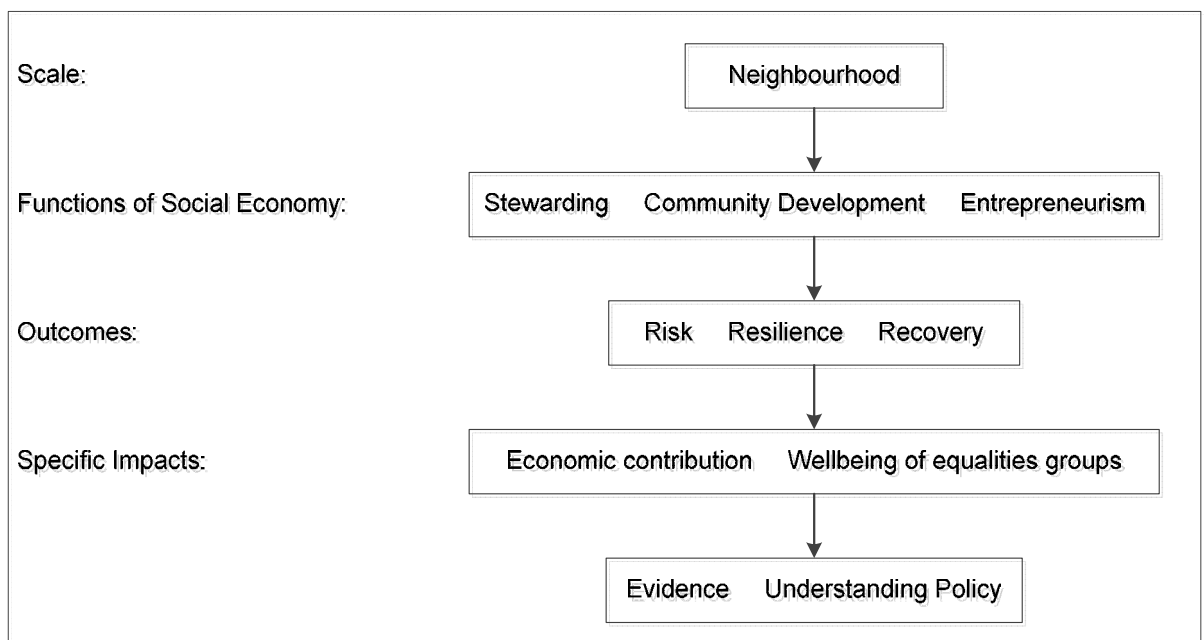 Scale: Neighbourhood
Functions of Social Economy: Stewarding Community Development Entrepreneurism
Outcomes: Risk Resilience Recovery
Specific Impacts: Economic contribution Wellbeing of equalities groups
Evidence Understanding Policy